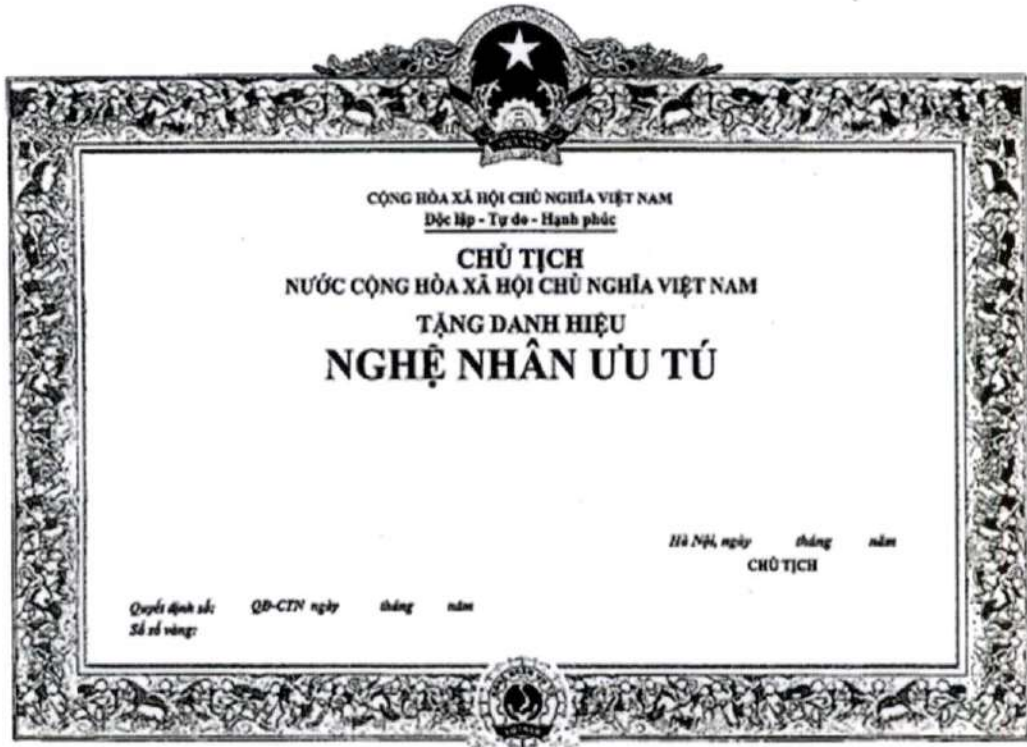 CỘNG HÒA XÃ HỘI CHỦ NGHĨA VIỆT NAM
Độc lập - Tự do - Hạnh phúc
CHỦ TỊCH
NƯỚC CỘNG HÒA XÃ HỘI CHỦ NGHĨA VIỆT NAM
TẶNG DANH HIỆU
NGHỆ NHÂN ƯU TÚ
Hà Nội, ngày tháng năm
CHỦ TỊCH
Quyết định số: QĐ-CTN ngày tháng năm
Số sổ vàng: